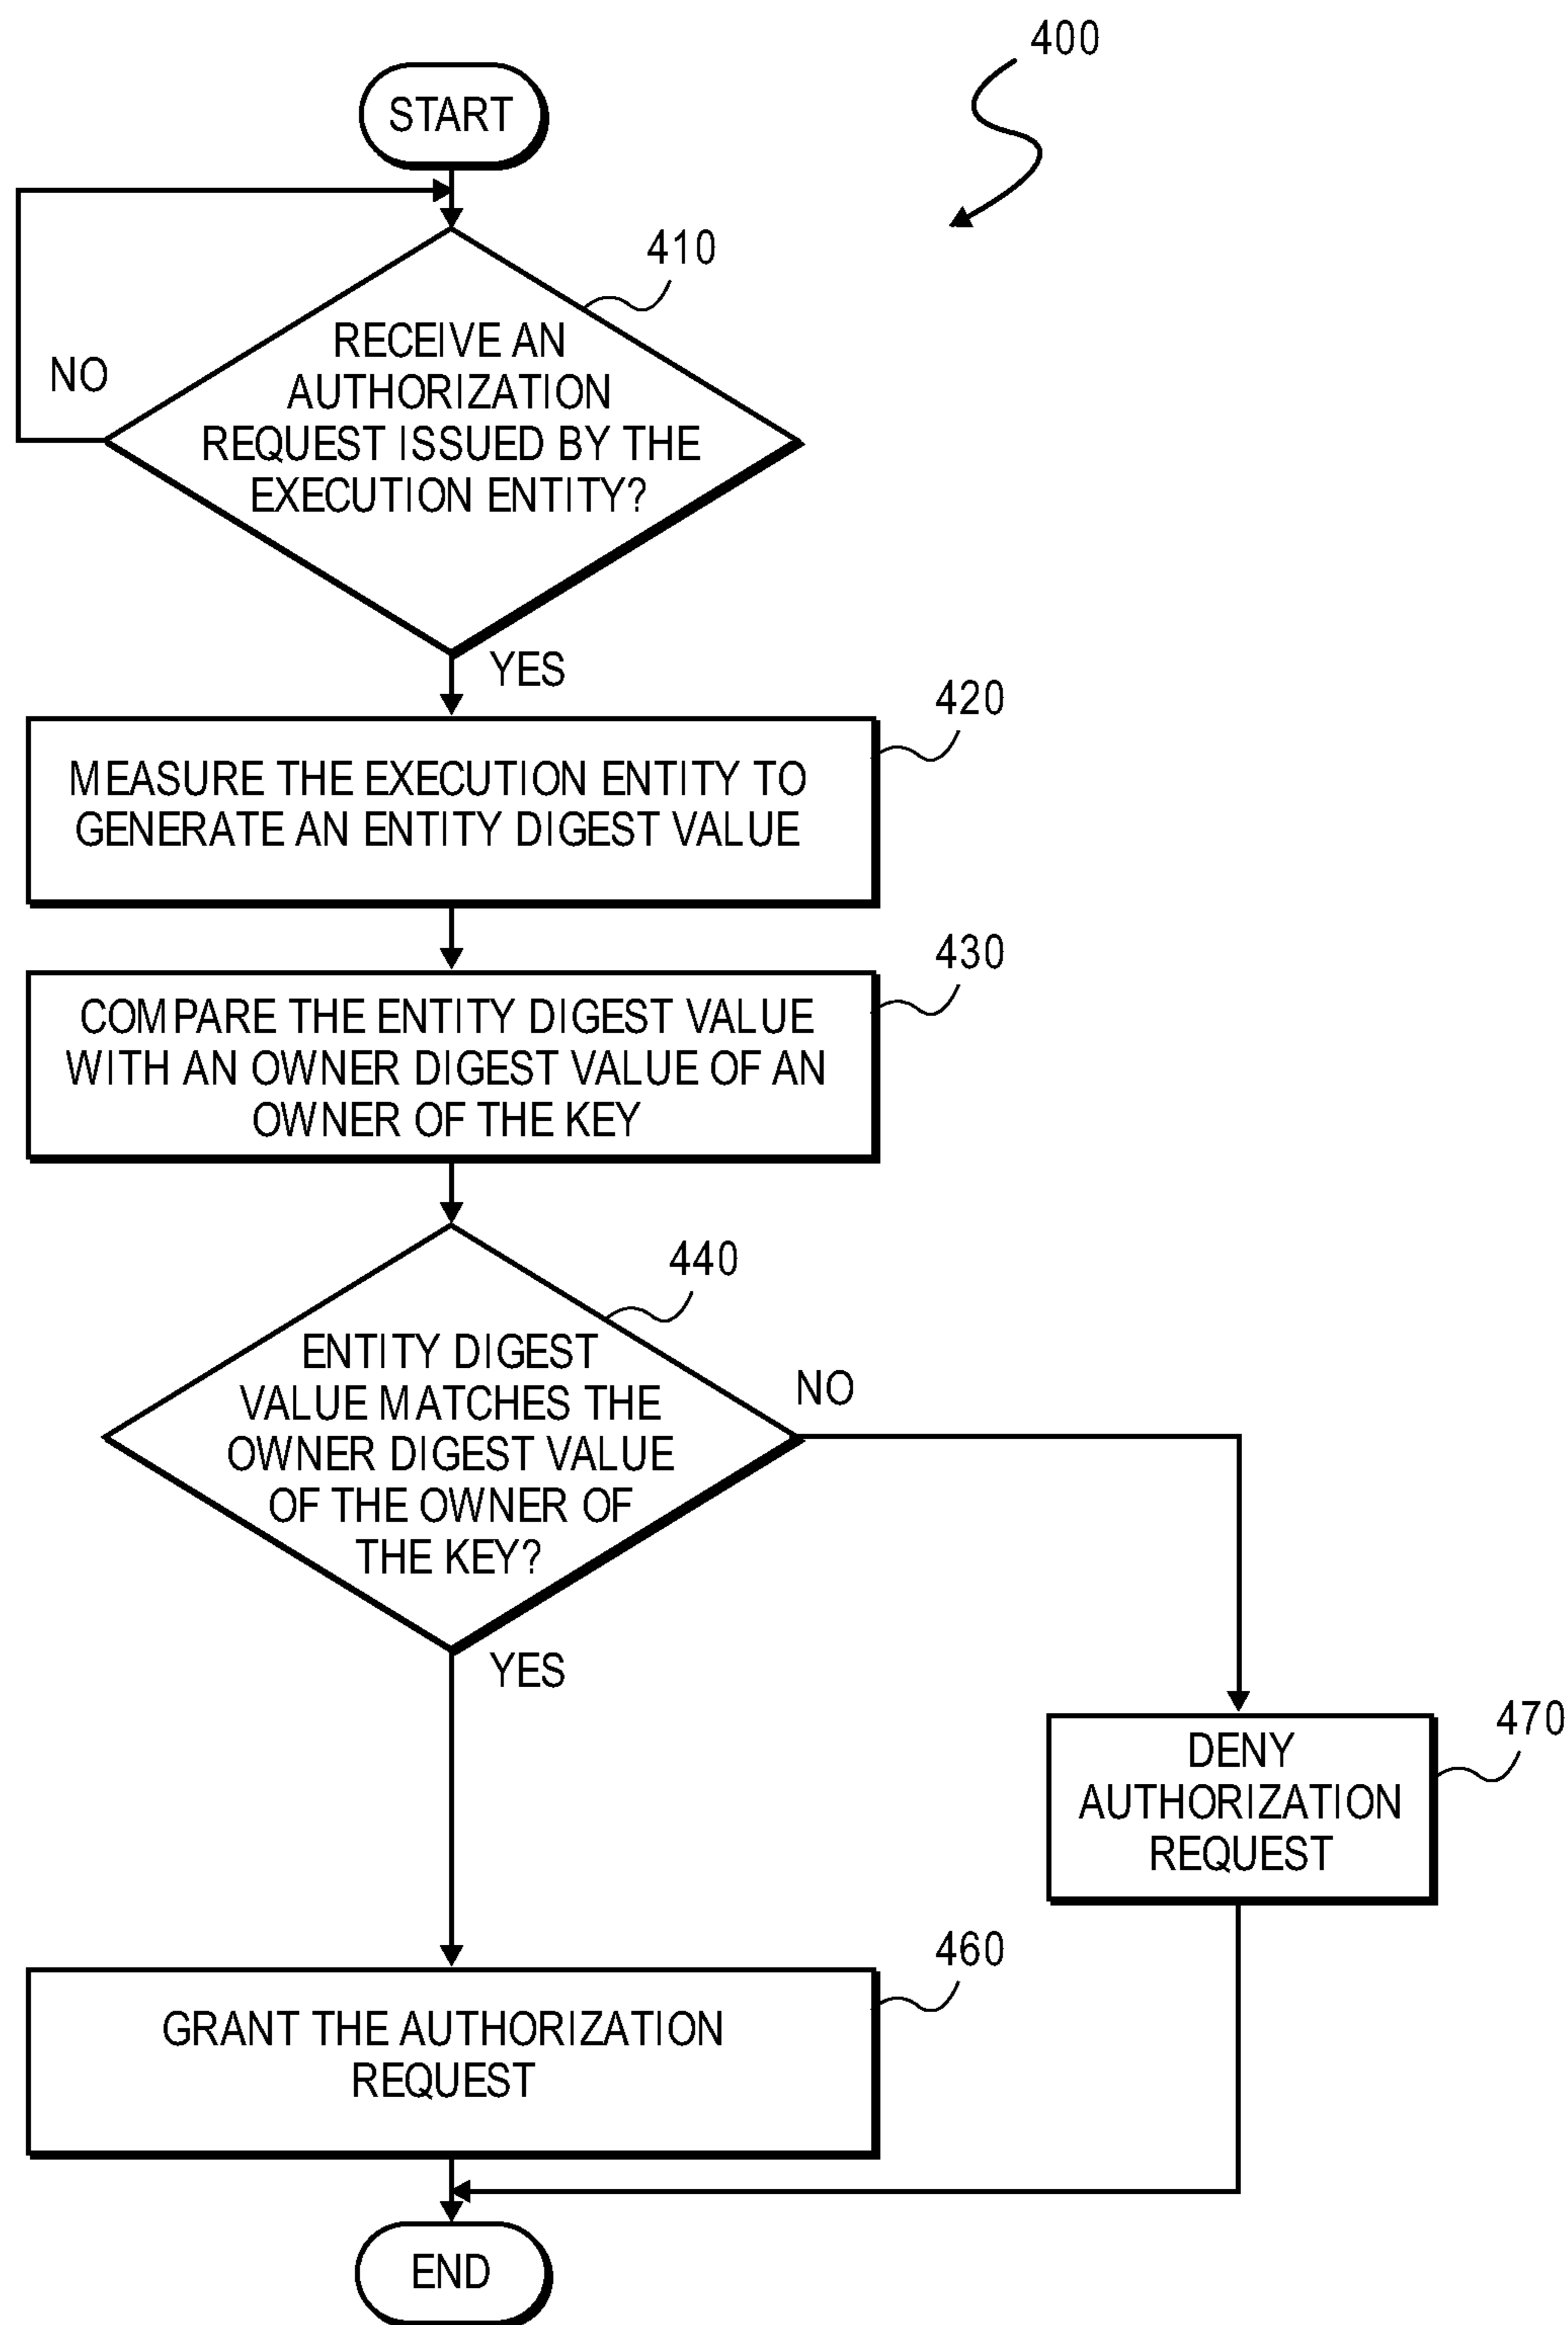 400
START
410
RECEIVE AN
AUTHORIZATION
REQUEST ISSUED BY THE
EXECUTION ENTITY?
NO
YES
420
MEASURE THE EXECUTION ENTITY TO
GENERATE AN ENTITY DIGEST VALUE
430
COMPARE THE ENTITY DIGEST VALUE
WITH AN OWNER DIGEST VALUE OF AN
OWNER OF THE KEY
440
ENTITY DIGEST
VALUE MATCHES THE
OWNER DIGEST VALUE
OF THE OWNER OF
THE KEY?
NO
YES
470
DENY
AUTHORIZATION
REQUEST
460
GRANT THE AUTHORIZATION
REQUEST
END